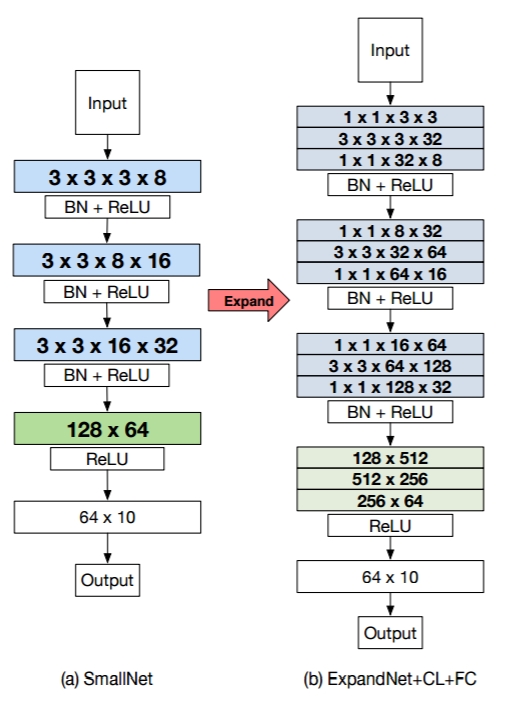 Input
3 x 3 x 3 x 8
BN + ReLU
3 x 3 x 8 x 16
BN + ReLU
3 x 3 x 16 x 32
BN + ReLU
128 x 64
ReLU
64 x 10
Output
(a) SmallNet
Expand
Input
1 x 1 x 3 x 3
3 x 3 x 3 x 32
1 x 1 x 32 x 8
BN + ReLU
1 x 1 x 8 x 32
3 x 3 x 32 x 64
1 x 1 x 64 x 16
BN + ReLU
1 x 1 x 16 x 64
3 x 3 x 64 x 128
1 x 1 x 128 x 32
BN + ReLU
128 x 512
512 x 256
256 x 64
ReLU
64 x 10
Output
(b) ExpandNet+CL+FC